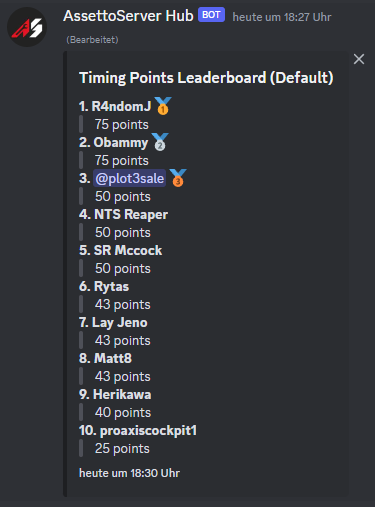 AssettoServer Hub BOT heute um 18:27 Uhr
(Bearbeitet)
Timing Points Leaderboard (Default)
1. R4ndomJ
75 points
2. Obammy
75 points
3. @plot3sale
50 points
4. NTS Reaper
50 points
5. SR Mccock
50 points
6. Rytas
43 points
7. Lay Jeno
43 points
8. Matt8
43 points
9. Herikawa
40 points
10. proaxiscockpit1
25 points
heute um 18:30 Uhr